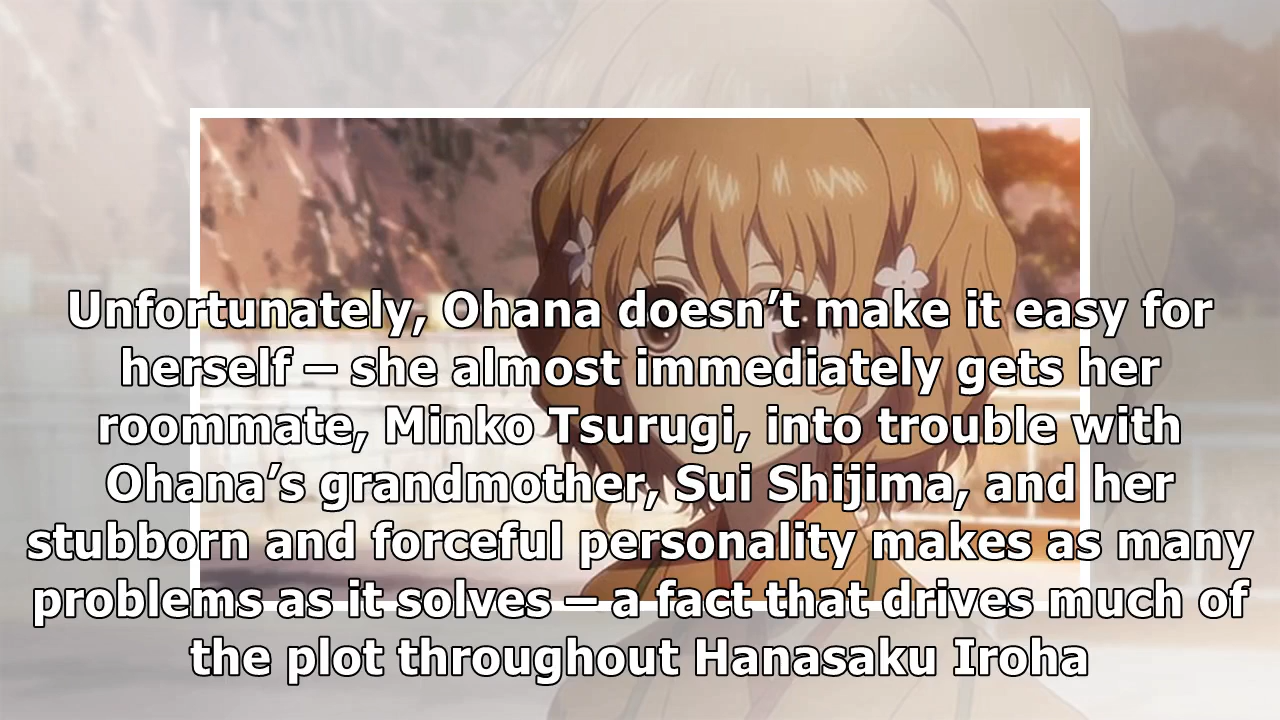 Unfortunately, Ohana doesn’t make it easy for
herself – she almost immediately gets her
roommate, Minko Tsurugi, into trouble with
Ohana’s grandmother, Sui Shijima, and her
stubborn and forceful personality makes as many
problems as it solves – a fact that drives much of
the plot throughout Hanasaku Iroha